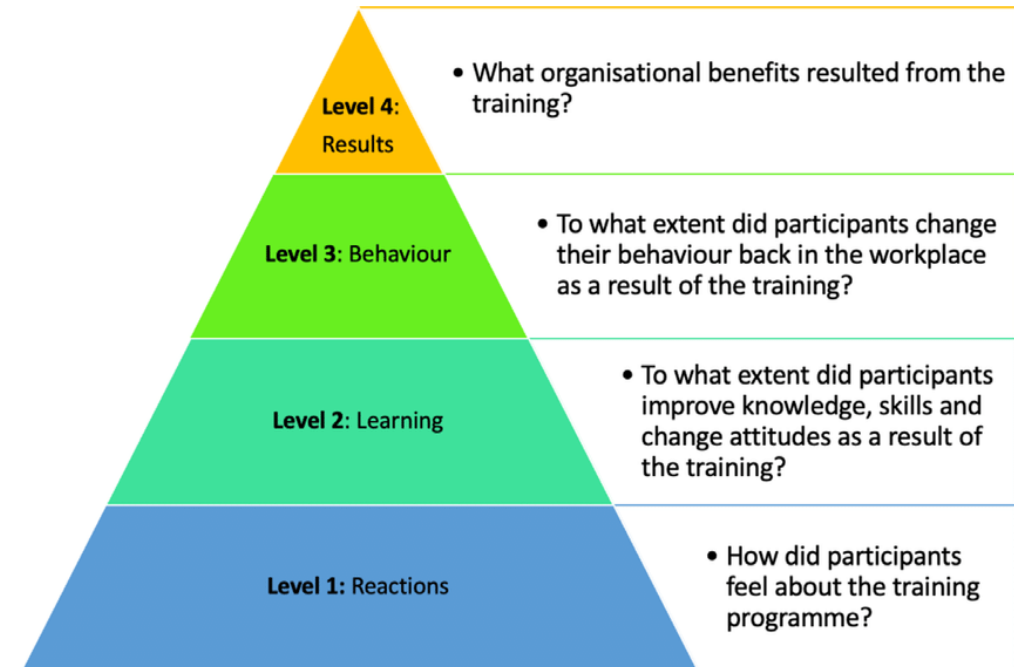 Level 4:
Results
• What organisational benefits resulted from the
training?
Level 3: Behaviour
• To what extent did participants change
their behaviour back in the workplace
as a result of the training?
Level 2: Learning
• To what extent did participants
improve knowledge, skills and
change attitudes as a result of
the training?
Level 1: Reactions
• How did participants
feel about the training
programme?